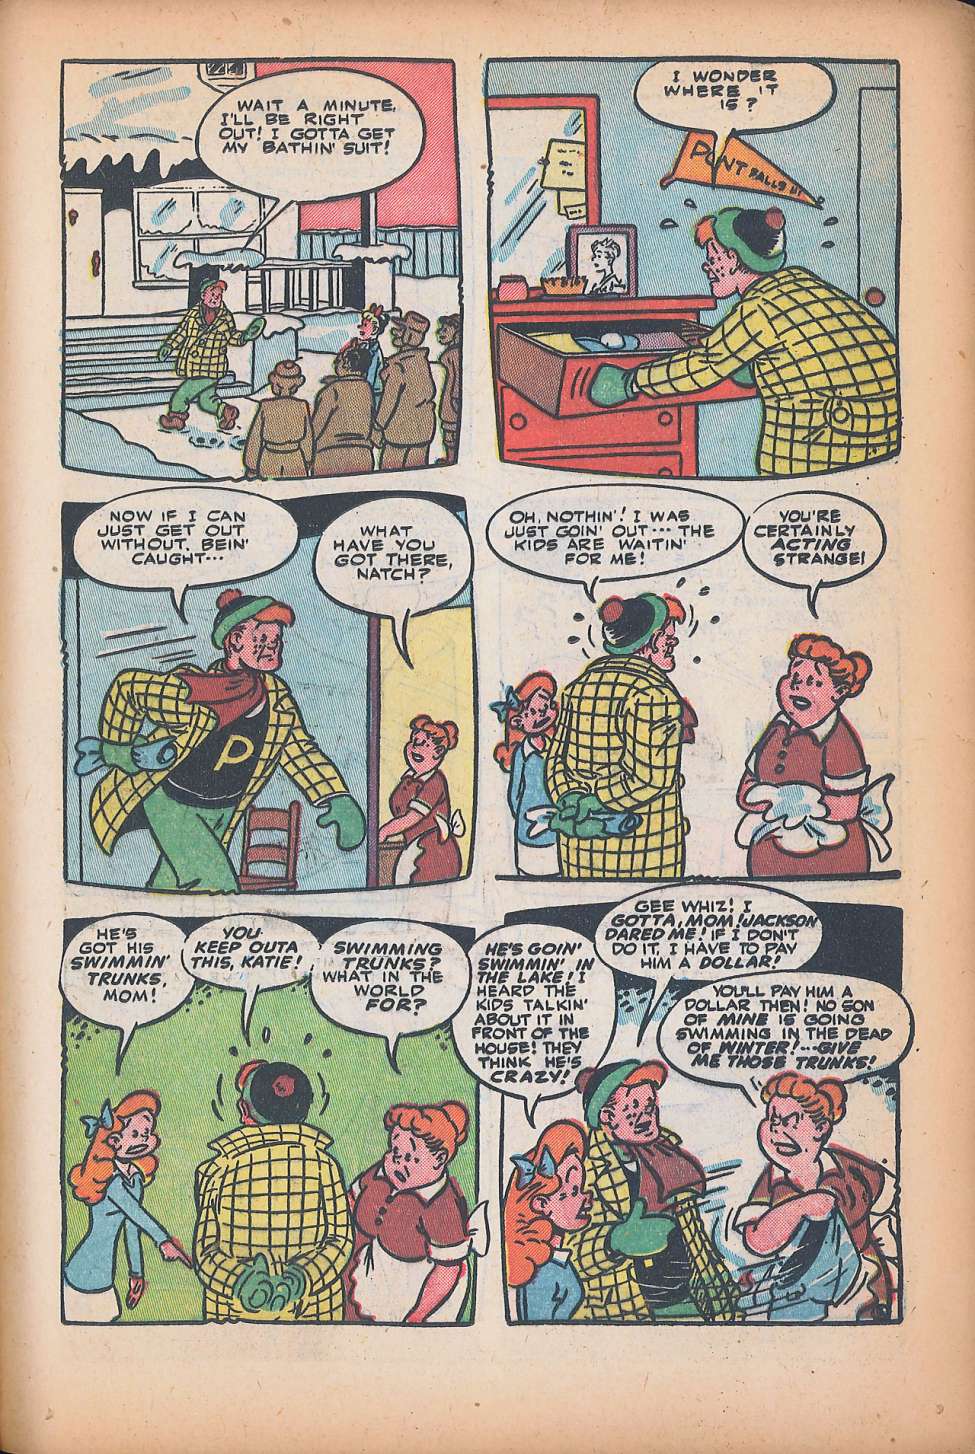 WAIT A MINUTE,
I'LL BE RIGHT
OUT! I GOTTA GET
MY 'BATHIN' SUIT!
I WONDER
WHERE IT
IS?
PUNT
FALLS H
NOW IF I CAN
JUST GET OUT
WITHOUT BEIN'
CAUGHT---
WHAT
HAVE YOU
GOT THERE,
NATCH?
P
OH, NOTHIN'! I WAS
JUST GOIN' OUT--- THE
KIDS ARE WAITIN'
FOR ME!
YOU'RE
CERTAINLY
ACTING
STRANGE!
HE'S
GOT HIS
SWIMMIN'
TRUNKS,
MOM!
YOU
KEEP OUTA
THIS, KATIE!
SWIMMING
TRUNKS?
WHAT IN THE
WORLD
FOR?
HE'S GOIN'
SWIMMIN' IN
THE LAKE! I
HEARD THE
KIDS TALKIN'
ABOUT IT IN
FRONT OF THE
HOUSE! THEY
THINK HE'S
CRAZY!
GEE WHIZ! I
GOTTA, MOM! JACKSON
DARED ME! IF I DON'T
DO IT, I HAVE TO PAY
HIM A DOLLAR!
YOU'LL PAY HIM A
DOLLAR THEN! NO SON
OF MINE IS GOING
SWIMMING IN THE DEAD
OF WINTER!---GIVE
ME THOSE TRUNKS!